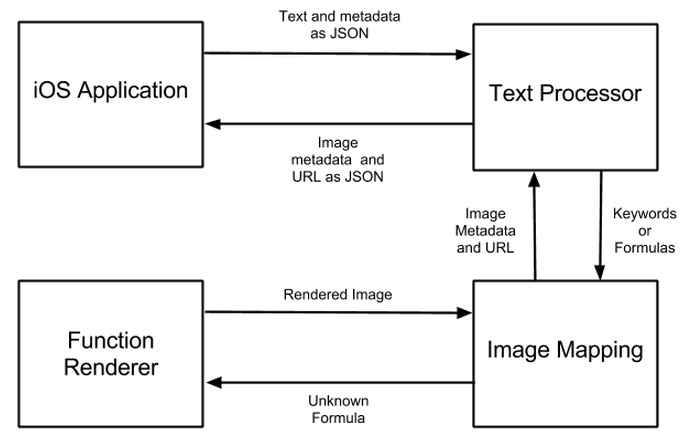 Text and metadata
as JSON
iOS Application
Text Processor
Image
metadata and
URL as JSON
Image
Metadata
and URL
Keywords
or
Formulas
Rendered Image
Function
Renderer
Image Mapping
Unknown
Formula